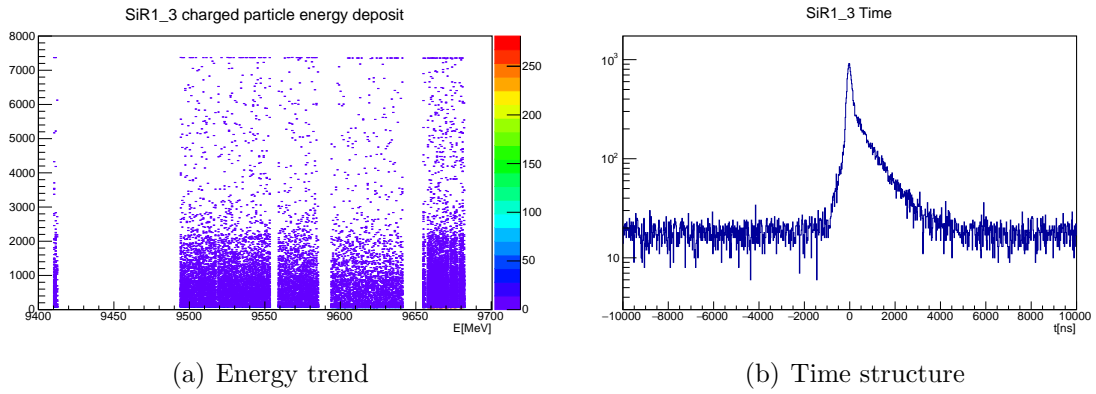 SiR1_3 charged particle energy deposit
8000
7000
6000
5000
4000
3000
2000
1000
0
9400 9450 9500 9550 9600 9650 9700
E[MeV]
250
200
150
100
50
0
(a) Energy trend
SiR1_3 Time
10³
10²
10
−10000 −8000 −6000 −4000 −2000 0 2000 4000 6000 8000 10000
t[ns]
(b) Time structure